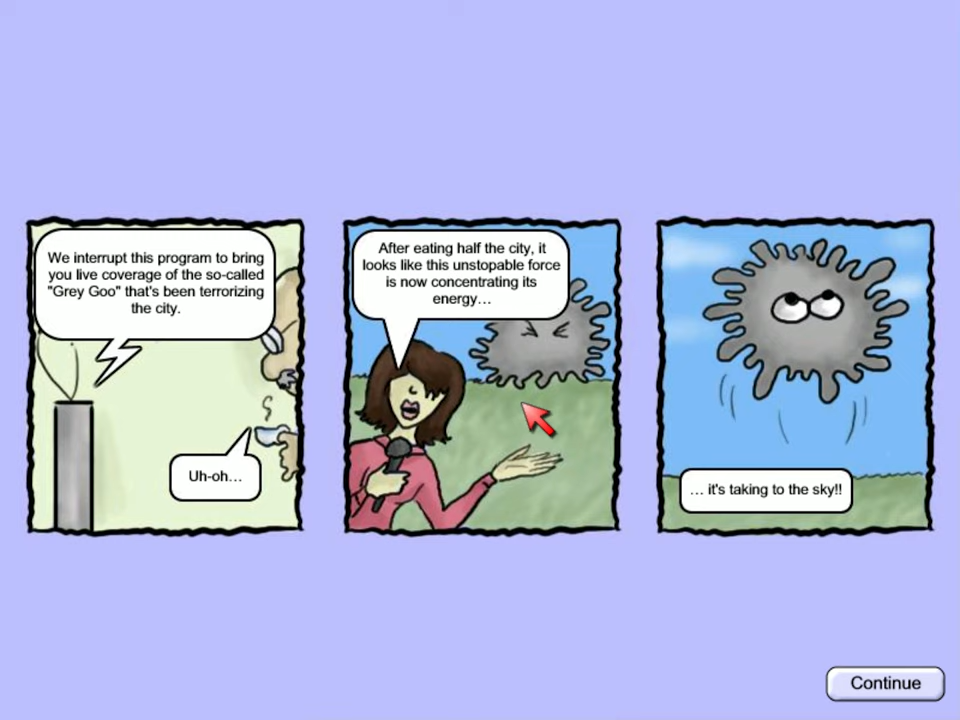 We interrupt this program to bring
you live coverage of the so-called
"Grey Goo" that's been terrorizing
the city.
Uh-oh...
After eating half the city, it
looks like this unstopable force
is now concentrating its
energy...
... it's taking to the sky!!
Continue